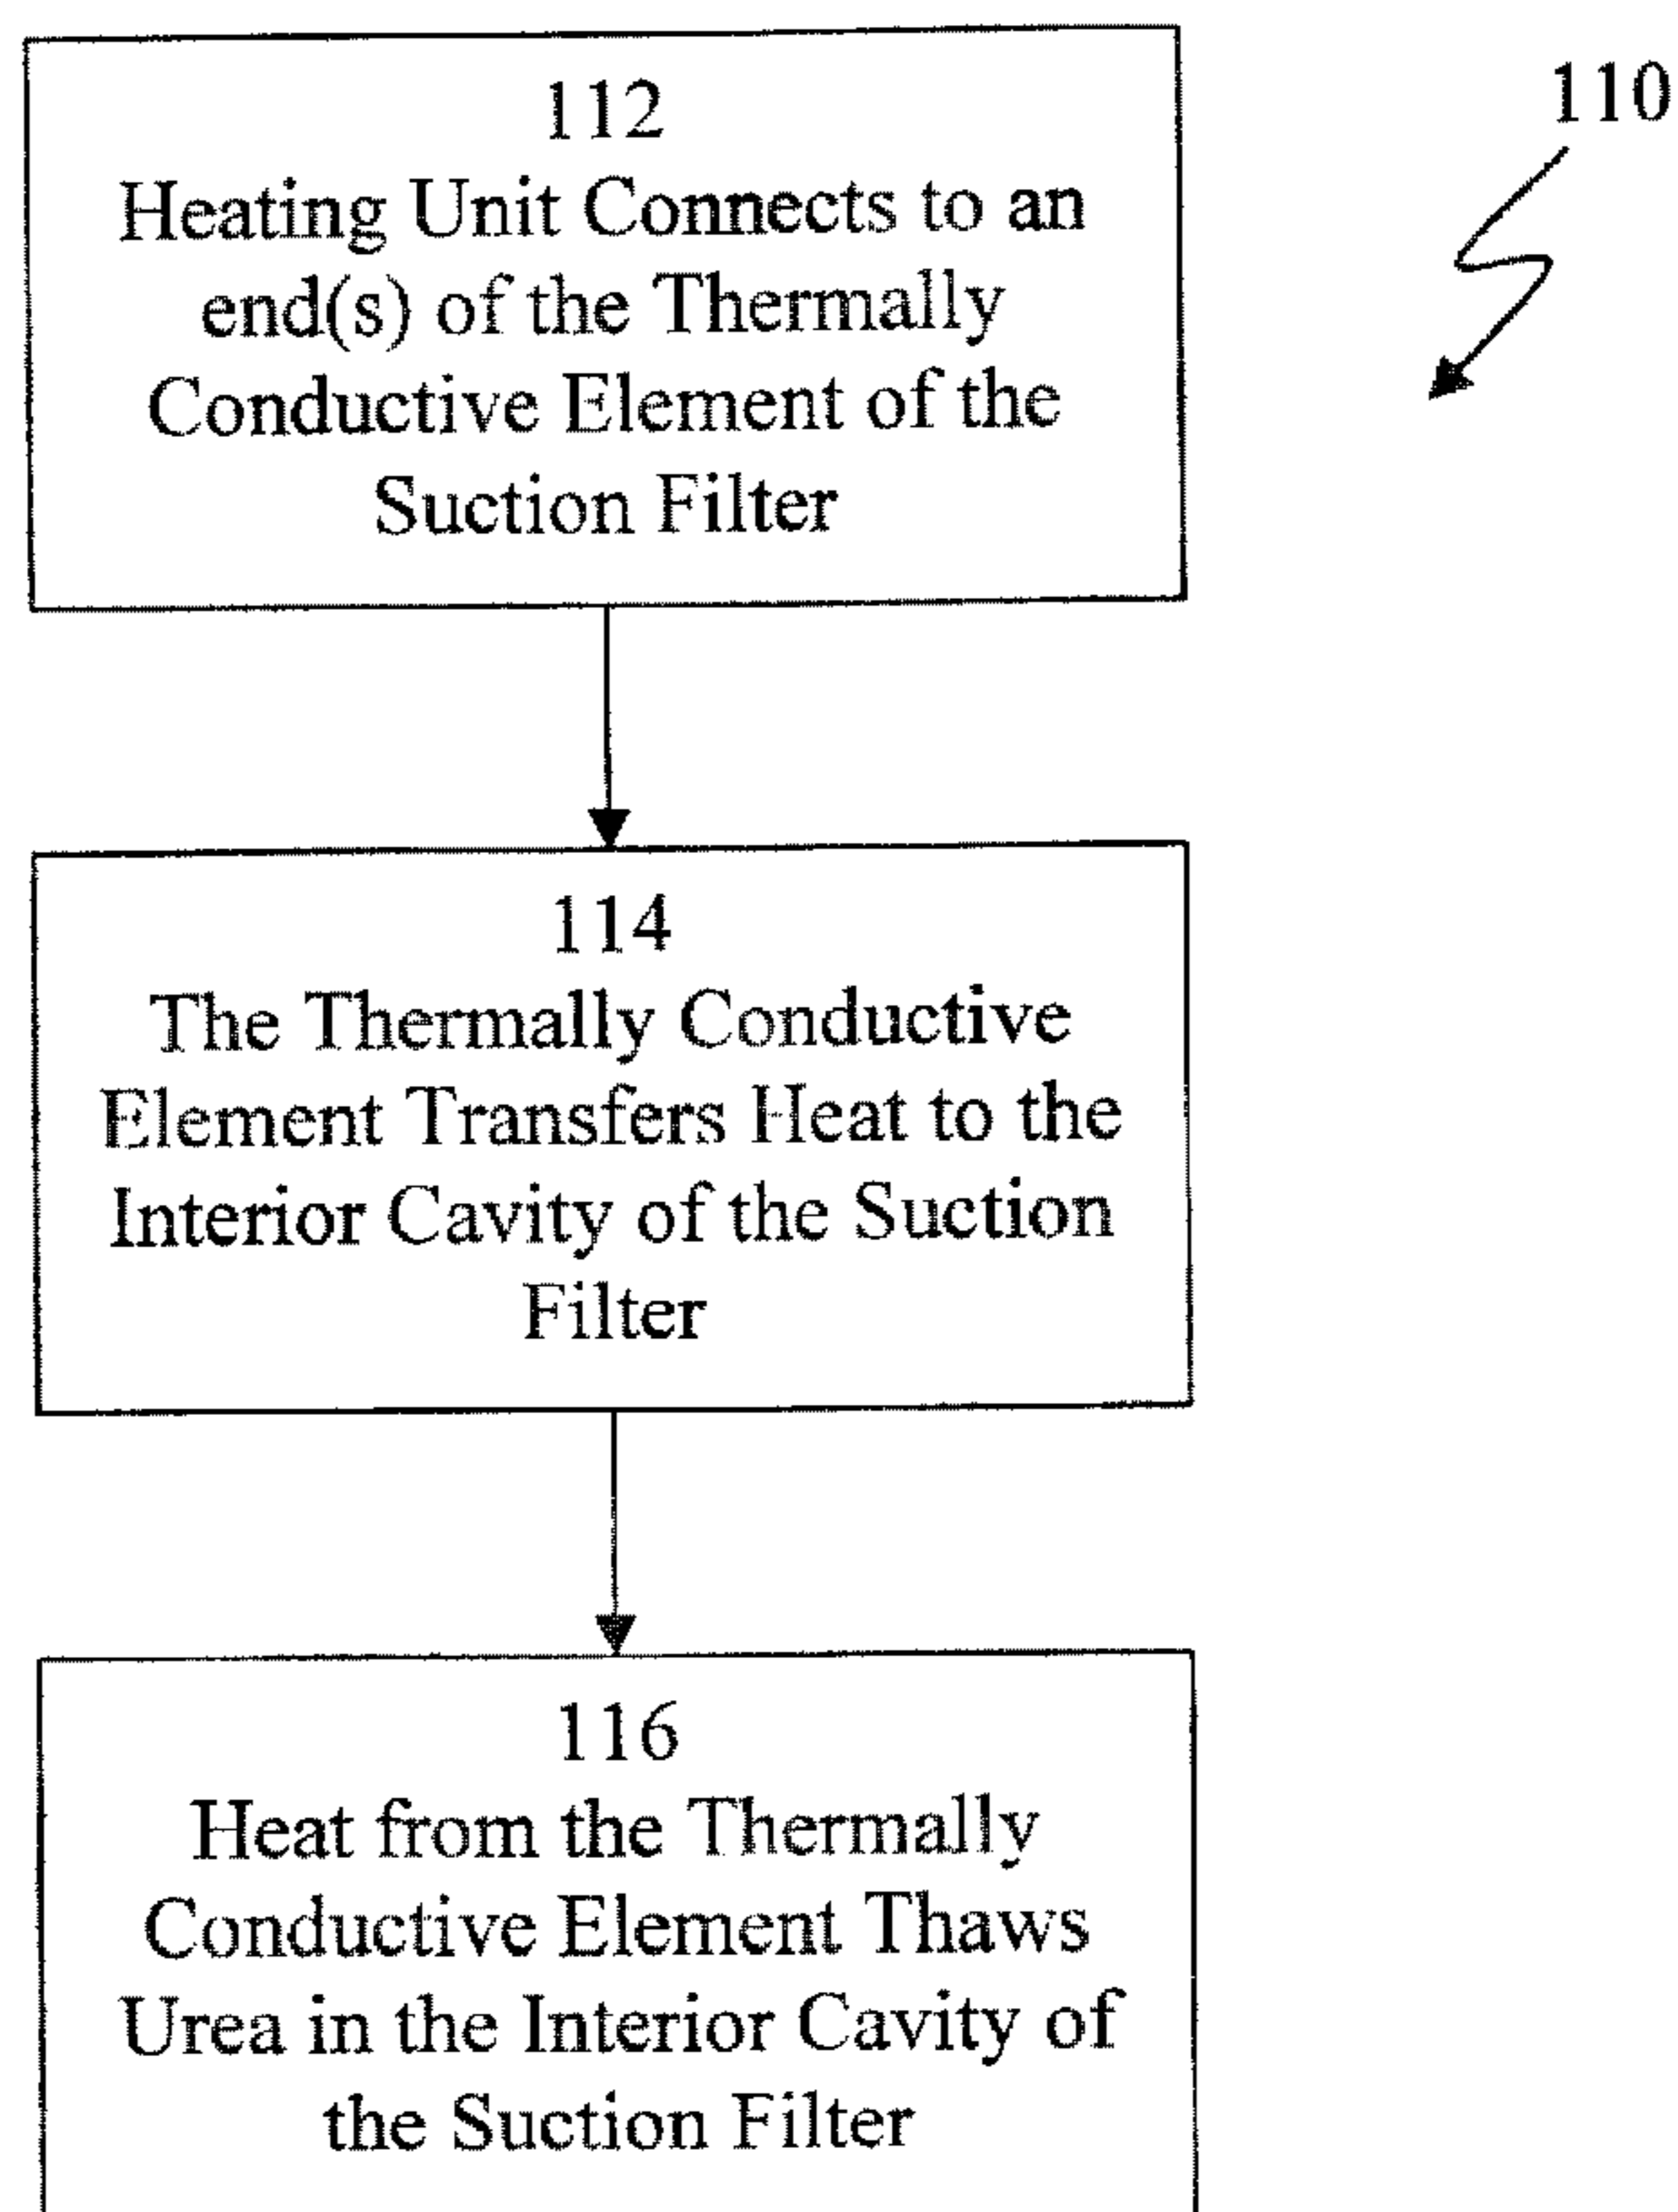 110
112
Heating Unit Connects to an
end(s) of the Thermally
Conductive Element of the
Suction Filter
114
The Thermally Conductive
Element Transfers Heat to the
Interior Cavity of the Suction
Filter
116
Heat from the Thermally
Conductive Element Thaws
Urea in the Interior Cavity of
the Suction Filter